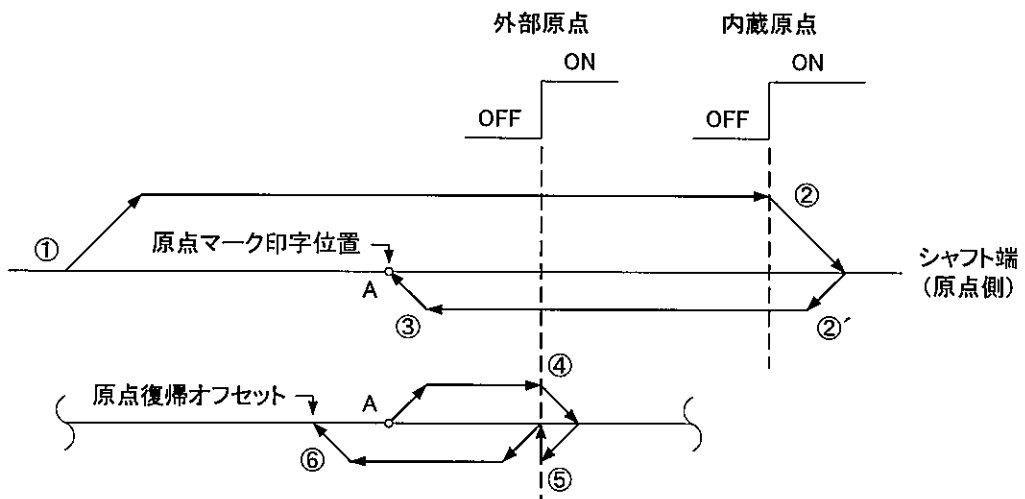 外部原点
内蔵原点
ON
ON
OFF
OFF
①
原点マーク印字位置
②
A
シャフト端
(原点側)
③
②´
④
原点復帰オフセット
A
⑥
⑤